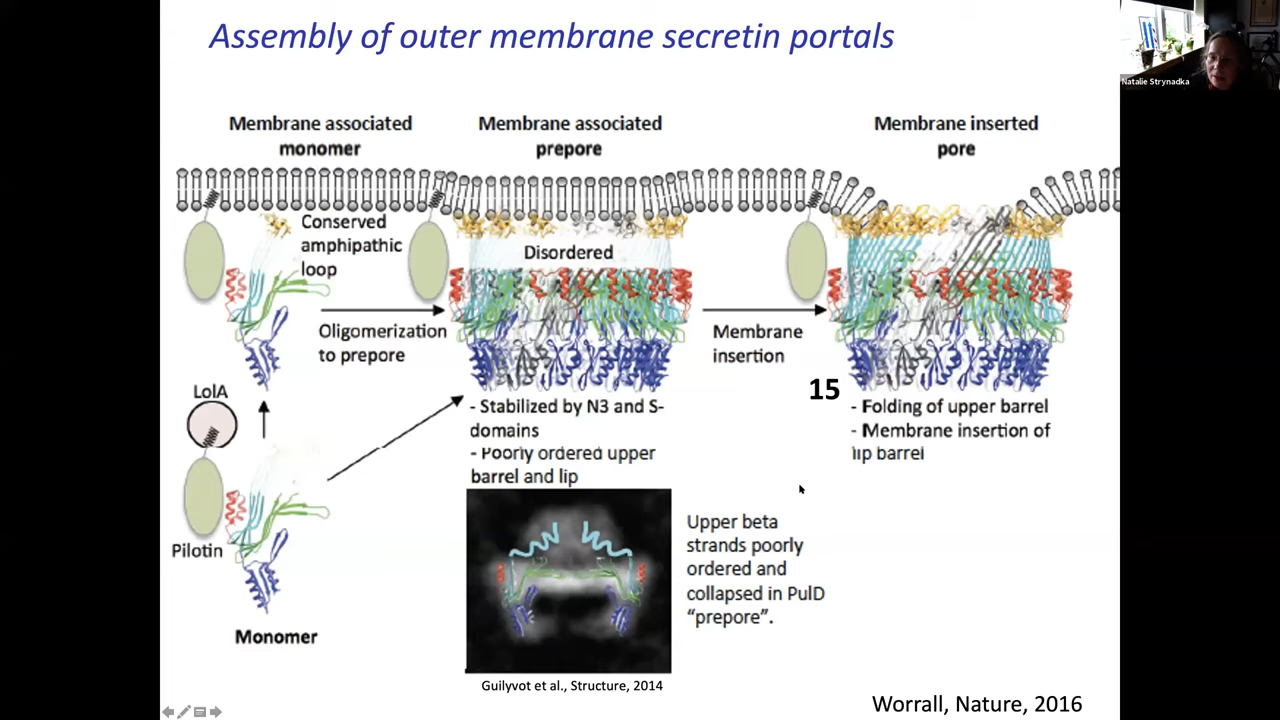 Assembly of outer membrane secretin portals
Natalie Strynadka
Membrane associated
monomer
Membrane associated
prepore
Membrane inserted
pore
Conserved
amphipathic
loop
Disordered
Oligomerization
to prepore
Membrane
insertion
LolA
Pilotin
Monomer
- Stabilized by N3 and S-
domains
- Poorly ordered upper
barrel and lip
15
- Folding of upper barrel
- Membrane insertion of
lip barrel
Upper beta
strands poorly
ordered and
collapsed in PulD
“prepore”.
Guilyvot et al., Structure, 2014
Worrall, Nature, 2016